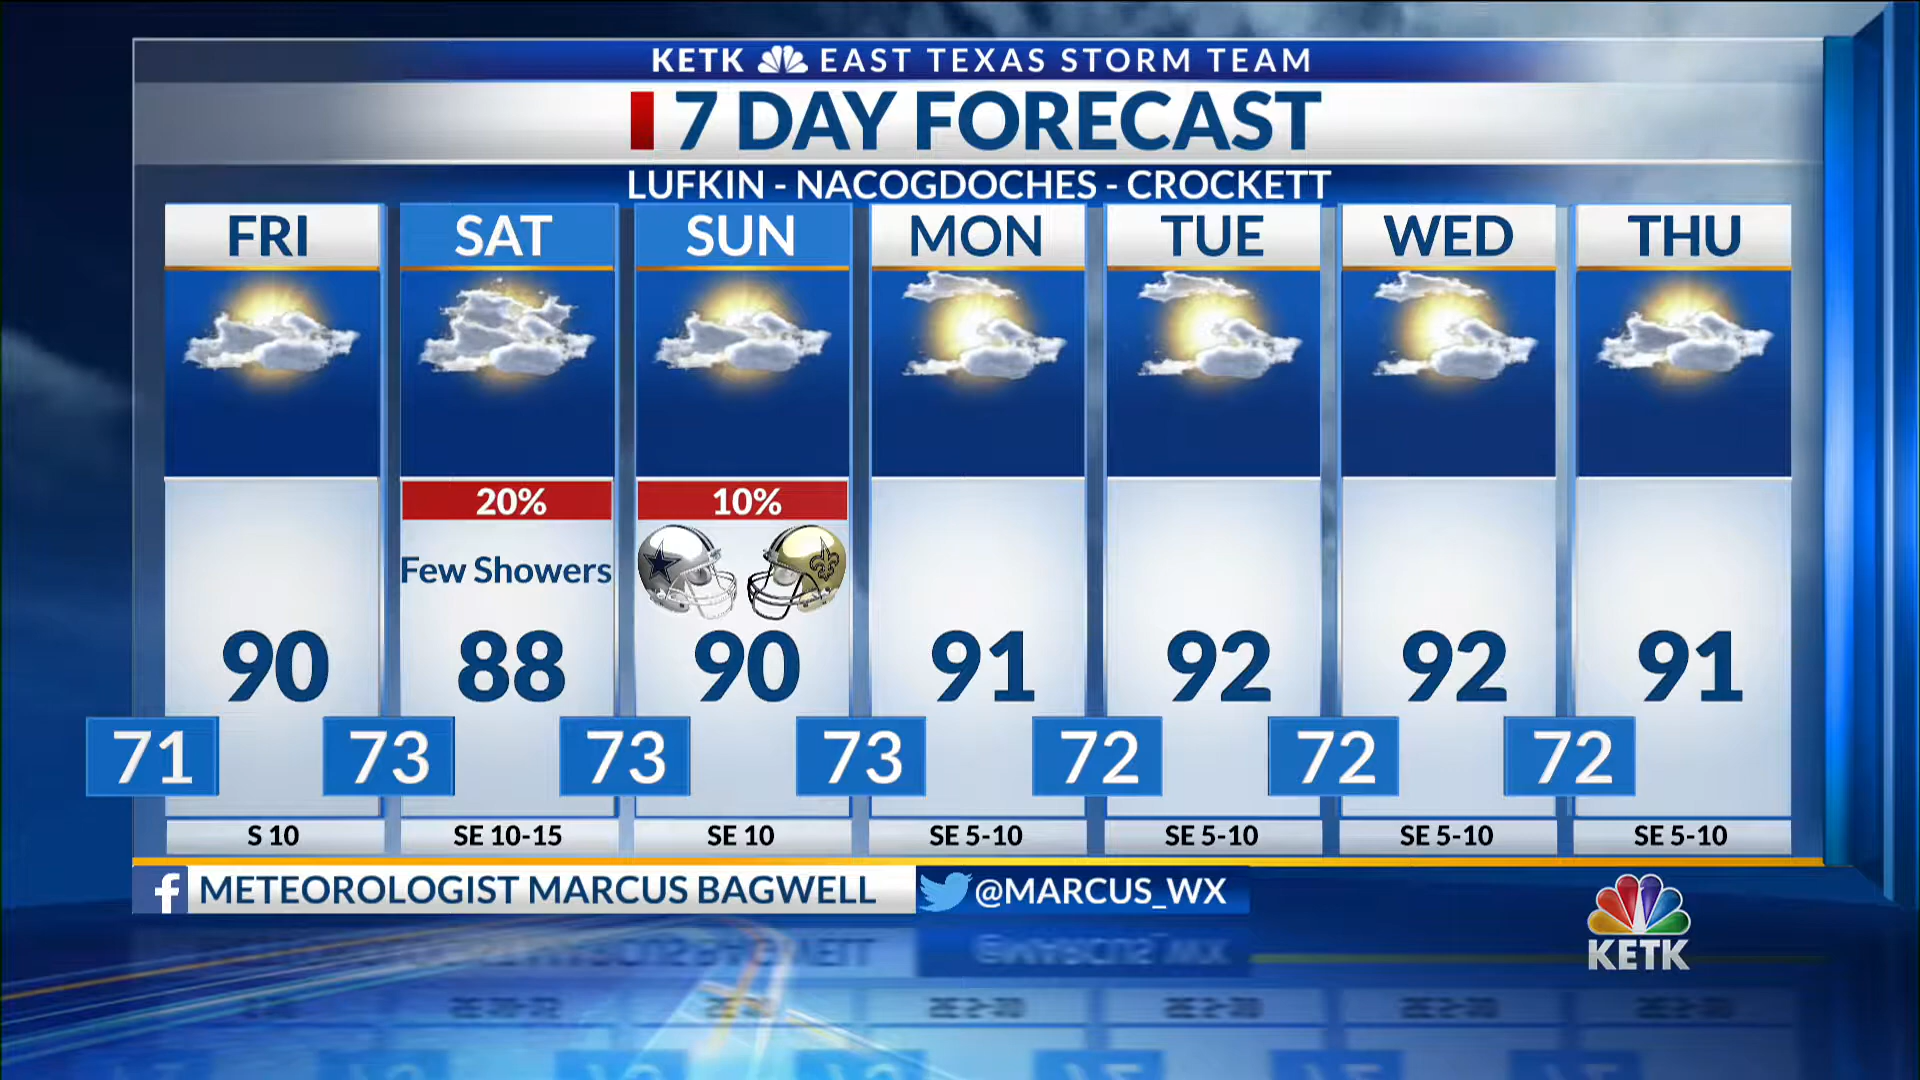 KETK EAST TEXAS STORM TEAM
7 DAY FORECAST
LUFKIN - NACOGDOCHES - CROCKETT
FRI SAT SUN MON TUE WED THU
20% 10%
Few Showers
90 88 90 91 92 92 91
71 73 73 73 72 72 72
S 10 SE 10-15 SE 10 SE 5-10 SE 5-10 SE 5-10 SE 5-10
f METEOROLOGIST MARCUS BAGWELL @MARCUS_WX
KETK